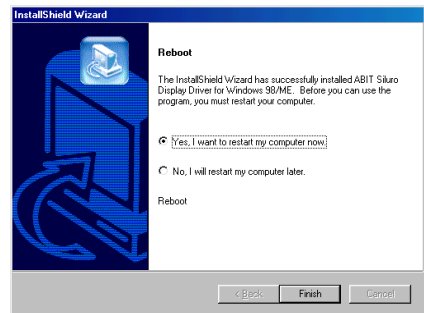 InstallShield Wizard
Reboot
The InstallShield Wizard has successfully installed ABIT Siluro
Display Driver for Windows 98/ME. Before you can use the
program, you must restart your computer.
Yes, I want to restart my computer now.
No, I will restart my computer later.
Reboot
< Back
Finish
Cancel